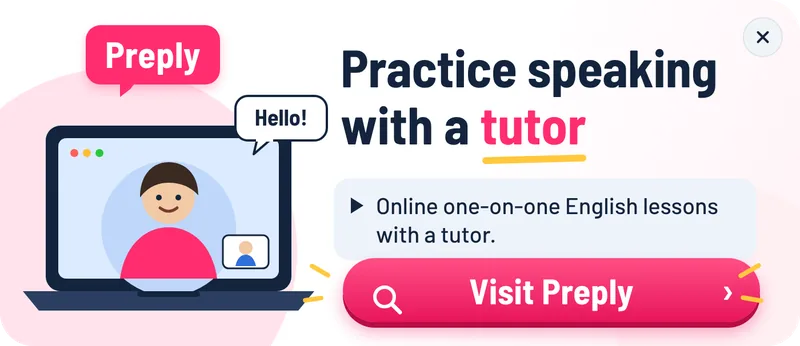 Preply
Hello!
Practice speaking
with a tutor
Online one-on-one English lessons
with a tutor.
Visit Preply